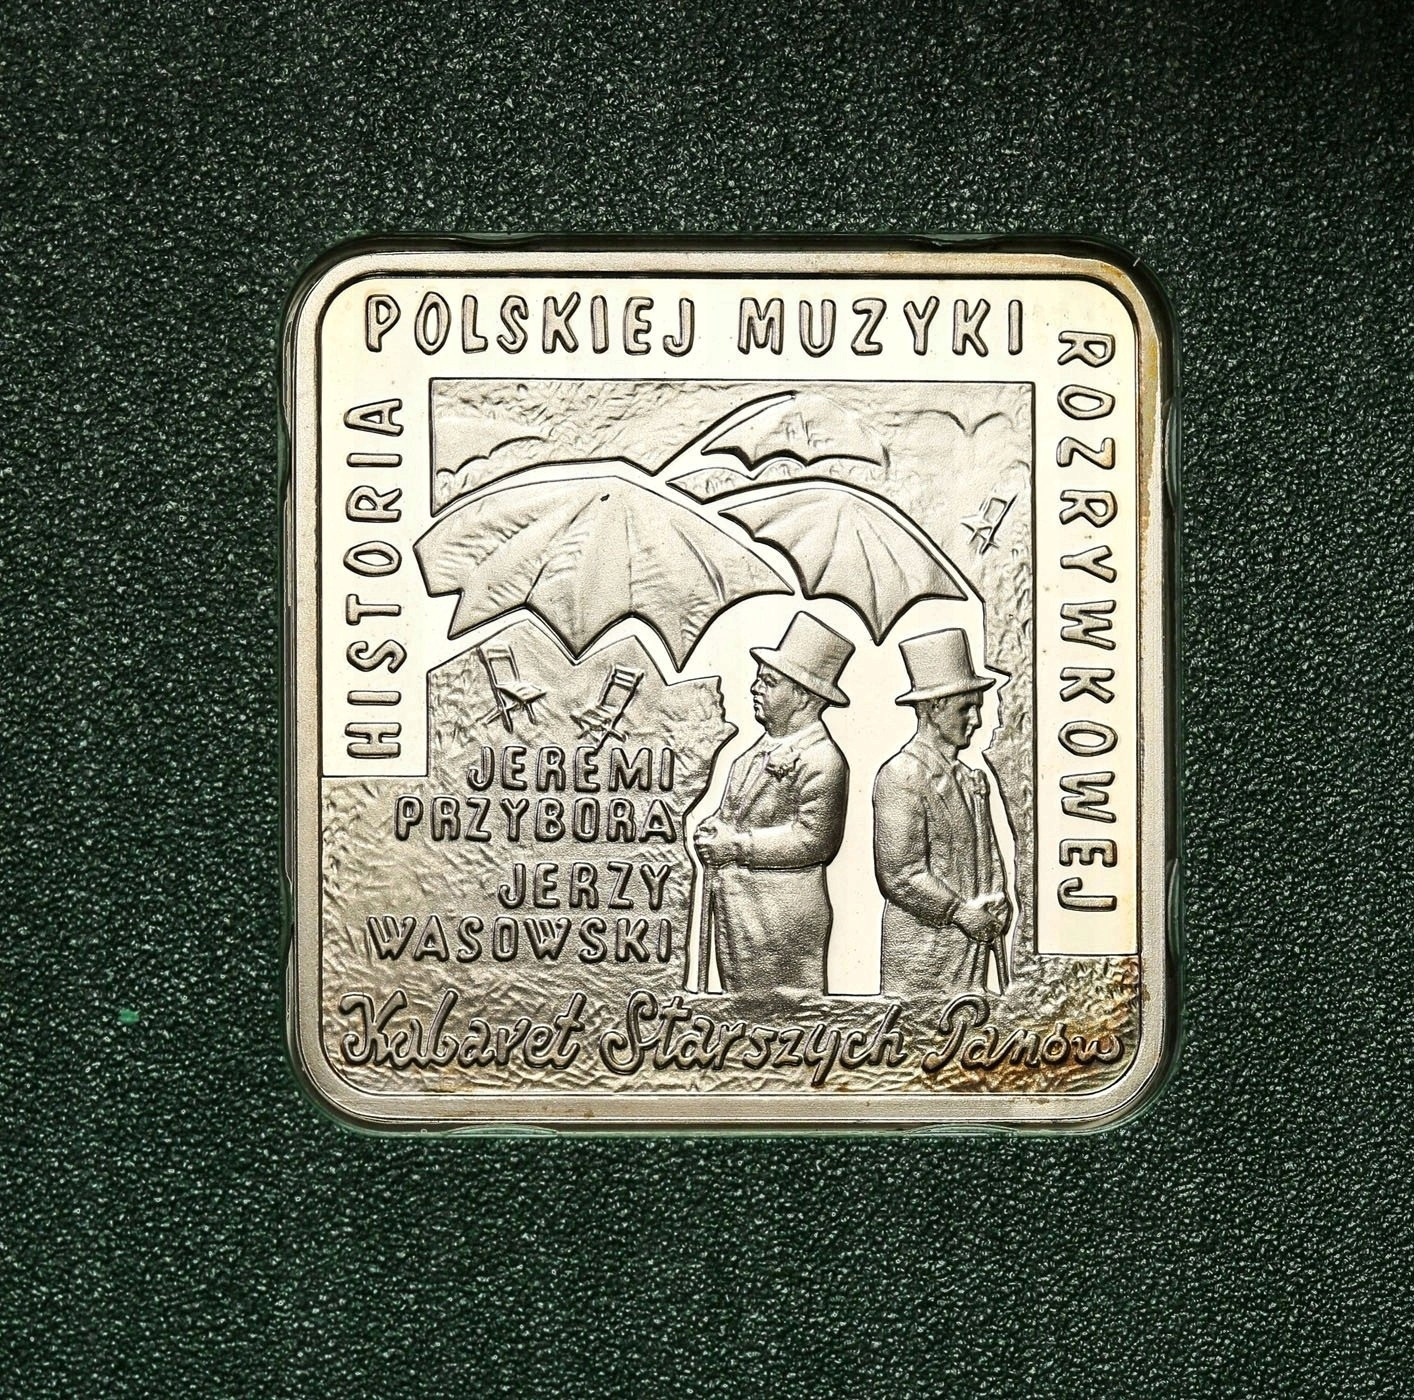 HISTORIA
POLSKIEJ MUZYKI
ROZRYWKOWEJ
JEREMI
PRZYBORA
JERZY
WASOWSKI
Kabaret Starszych Panów